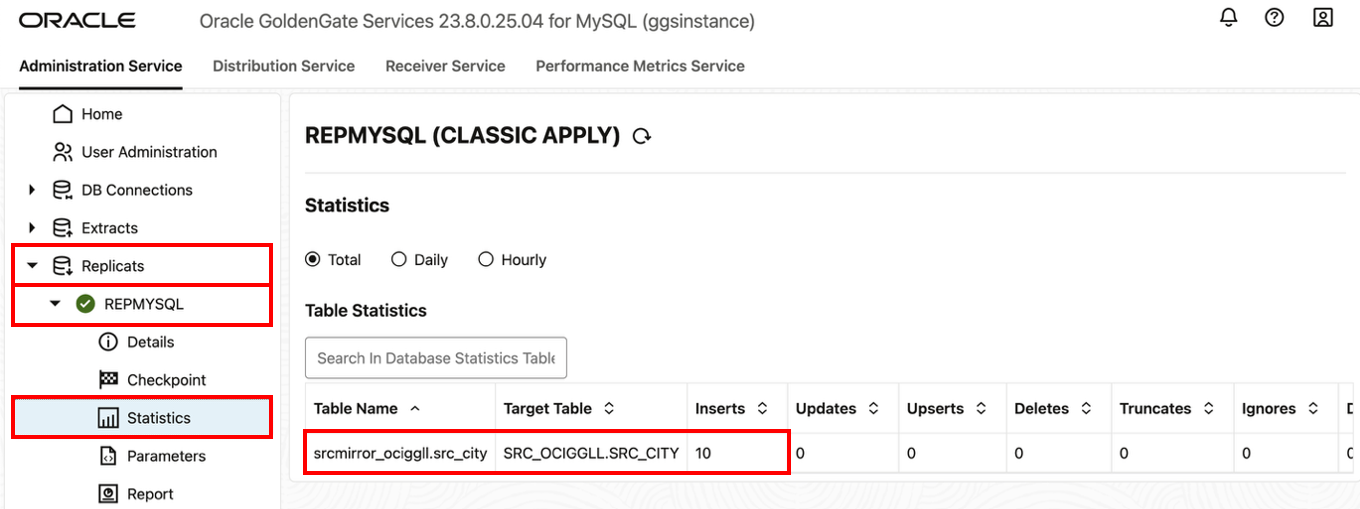 ORACLE Oracle GoldenGate Services 23.8.0.25.04 for MySQL (ggsinstance)
Administration Service Distribution Service Receiver Service Performance Metrics Service
Home
User Administration
DB Connections
Extracts
Replicats
REPMYSQL
Details
Checkpoint
Statistics
Parameters
Report
REPMYSQL (CLASSIC APPLY)
Statistics
Total Daily Hourly
Table Statistics
Search In Database Statistics Table
Table Name Target Table Inserts Updates Upserts Deletes Truncates Ignores
srcmirror_ociggll.src_city SRC_OCIGGLL.SRC_CITY 10 0 0 0 0 0